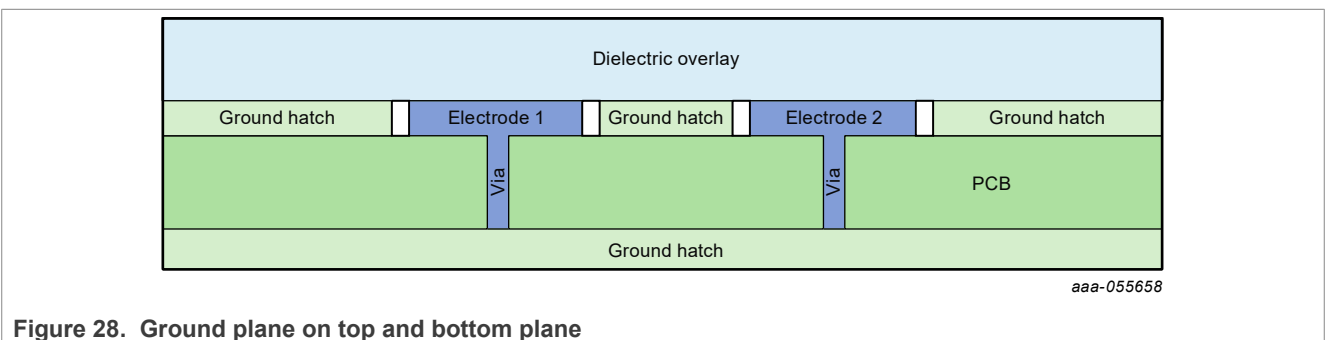 Dielectric overlay
Ground hatch Electrode 1 Ground hatch Electrode 2 Ground hatch
Via Via PCB
Ground hatch
aaa-055658
Figure 28. Ground plane on top and bottom plane